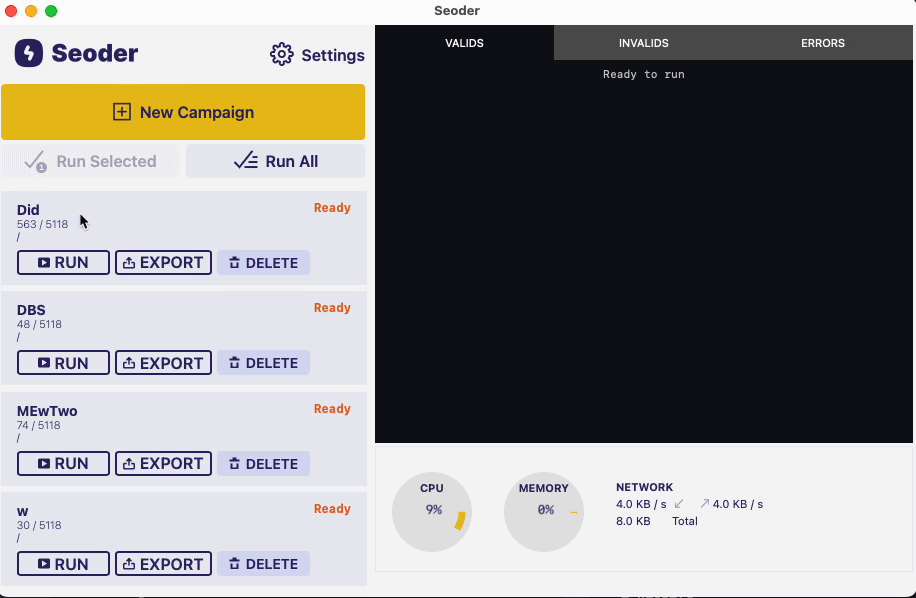 Seoder
Seoder
Settings
New Campaign
Run Selected
Run All
Did
Ready
563 / 5118
/
RUN
EXPORT
DELETE
DBS
Ready
48 / 5118
/
RUN
EXPORT
DELETE
MEwTwo
Ready
74 / 5118
/
RUN
EXPORT
DELETE
w
Ready
30 / 5118
/
RUN
EXPORT
DELETE
VALIDS
INVALIDS
ERRORS
Ready to run
CPU
9%
MEMORY
0%
NETWORK
4.0 KB / s 4.0 KB / s
8.0 KB Total